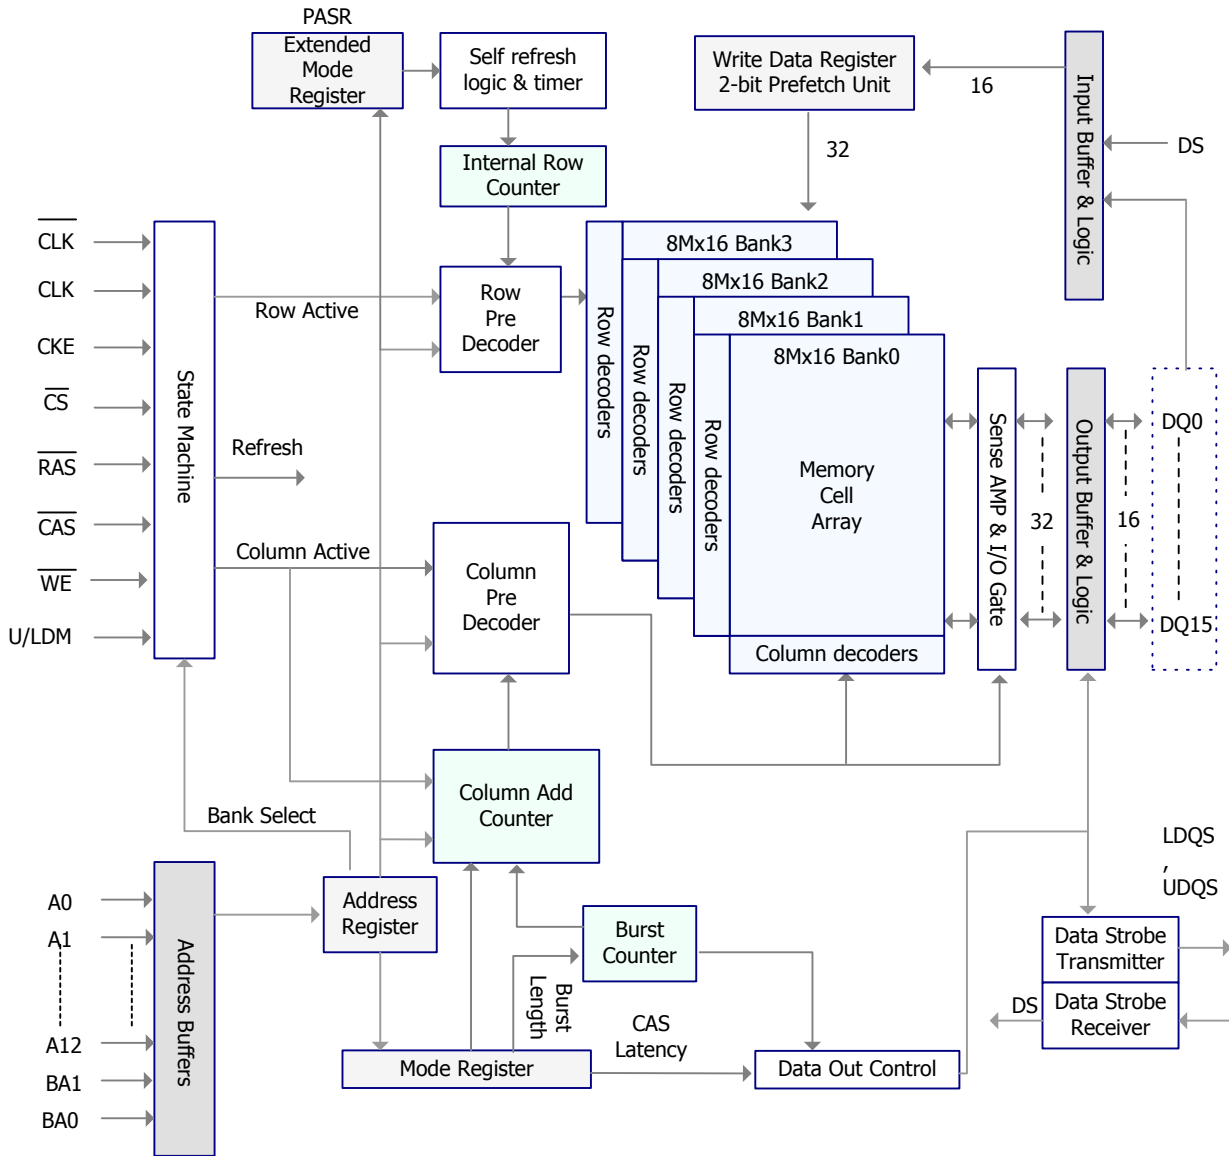 PASR
Extended
Mode
Register
Self refresh
logic & timer
Write Data Register
2-bit Prefetch Unit
16
Input Buffer & Logic
DS
32
Internal Row
Counter
CLK
CLK
CKE
CS
RAS
CAS
WE
U/LDM
State Machine
Row Active
Refresh
Column Active
Row
Pre
Decoder
8Mx16 Bank3
8Mx16 Bank2
8Mx16 Bank1
8Mx16 Bank0
Row decoders
Row decoders
Row decoders
Row decoders
Memory
Cell
Array
Column decoders
Sense AMP & I/O Gate
32
Output Buffer & Logic
16
DQ0
DQ15
Column
Pre
Decoder
Column Add
Counter
Bank Select
A0
A1
A12
BA1
BA0
Address Buffers
Address
Register
Burst
Counter
Burst
Length
CAS
Latency
Mode Register
Data Out Control
LDQS
,
UDQS
Data Strobe
Transmitter
Data Strobe
Receiver
DS